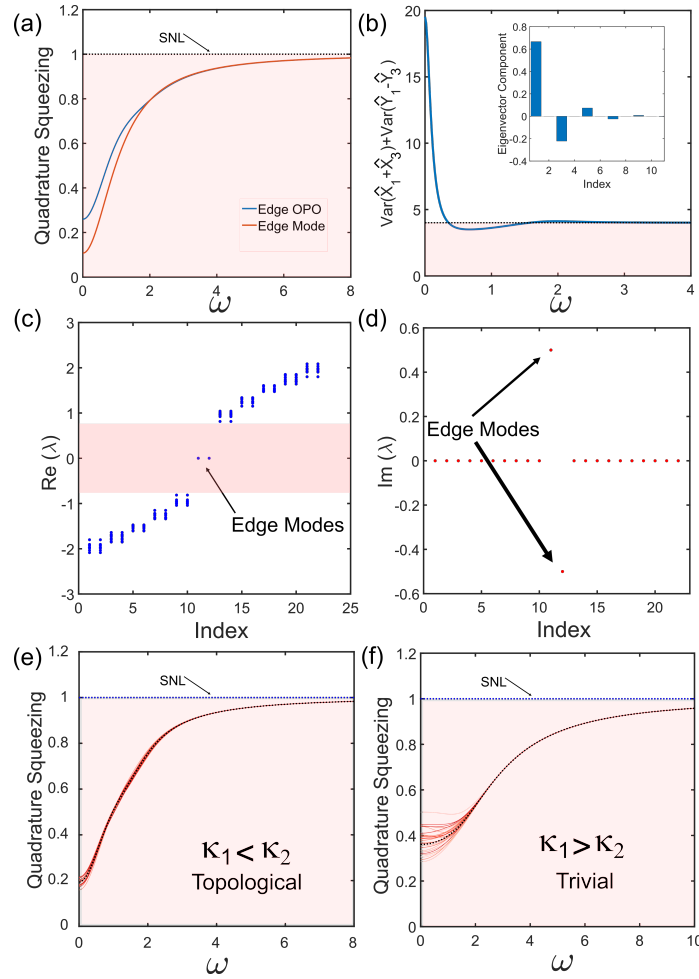 (a)
1.2
1
0.8
0.6
0.4
0.2
0
Quadrature Squeezing
SNL
Edge OPO
Edge Mode
0 2 4 6 8
ω
(b)
20
15
10
5
0
Var(X̂₁+X̂₃)+Var(Ŷ₁-Ŷ₃)
0.8
0.6
0.4
0.2
0
-0.2
-0.4
Eigenvector Component
2 4 6 8 10
Index
0 1 2 3 4
ω
(c)
3
2
1
0
-1
-2
-3
Re (λ)
Edge Modes
0 5 10 15 20 25
Index
(d)
0.6
0.4
0.2
0
-0.2
-0.4
-0.6
Im (λ)
Edge Modes
0 5 10 15 20
Index
(e)
1.2
1
0.8
0.6
0.4
0.2
0
Quadrature Squeezing
SNL
κ₁<κ₂
Topological
0 2 4 6 8
ω
(f)
1.2
1
0.8
0.6
0.4
0.2
0
Quadrature Squeezing
SNL
κ₁>κ₂
Trivial
0 2 4 6 8 10
ω